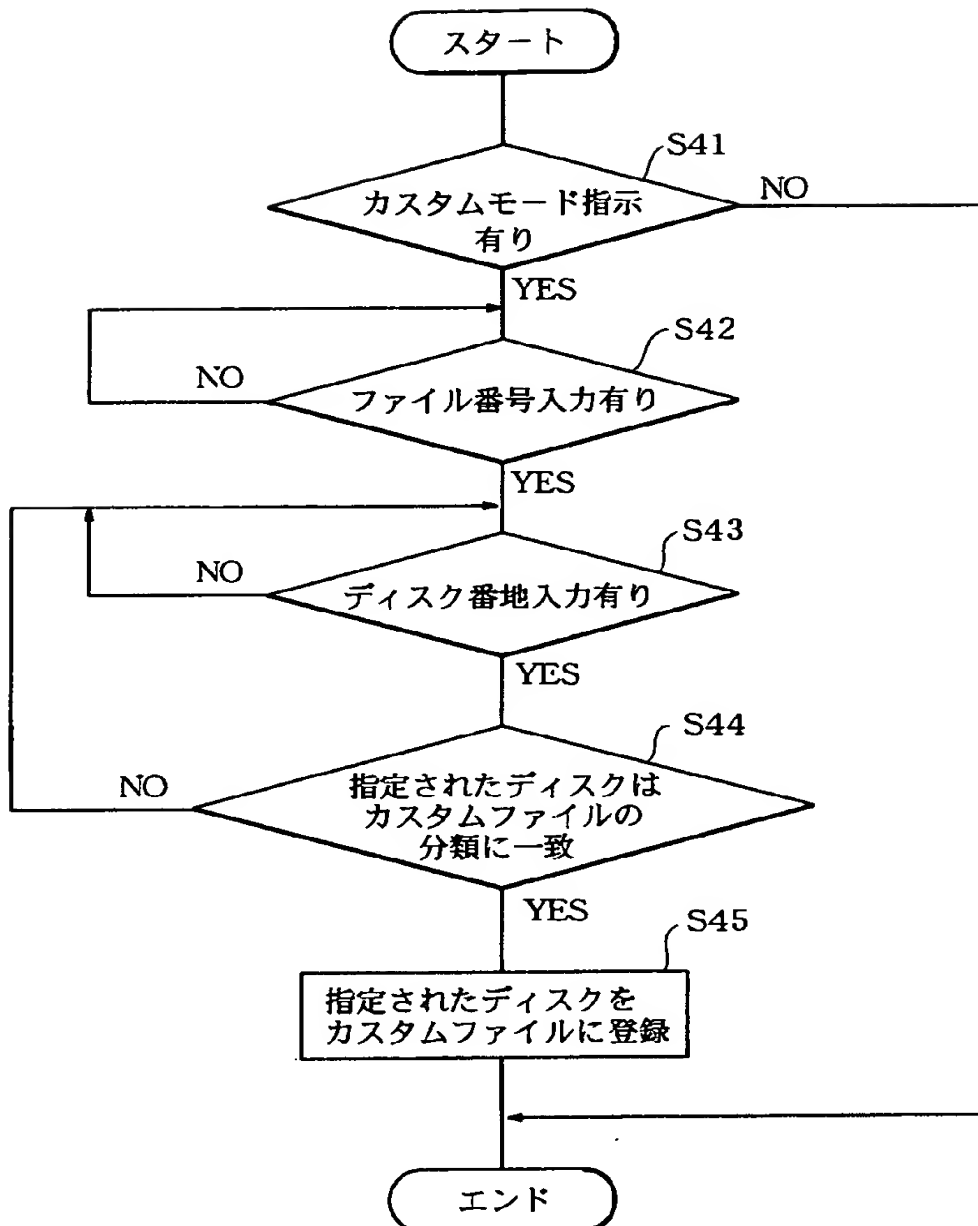 スタート
S41
カスタムモード指示
有り
NO
YES
S42
NO
ファイル番号入力有り
YES
S43
NO
ディスク番地入力有り
YES
S44
NO
指定されたディスクは
カスタムファイルの
分類に一致
YES
S45
指定されたディスクを
カスタムファイルに登録
エンド